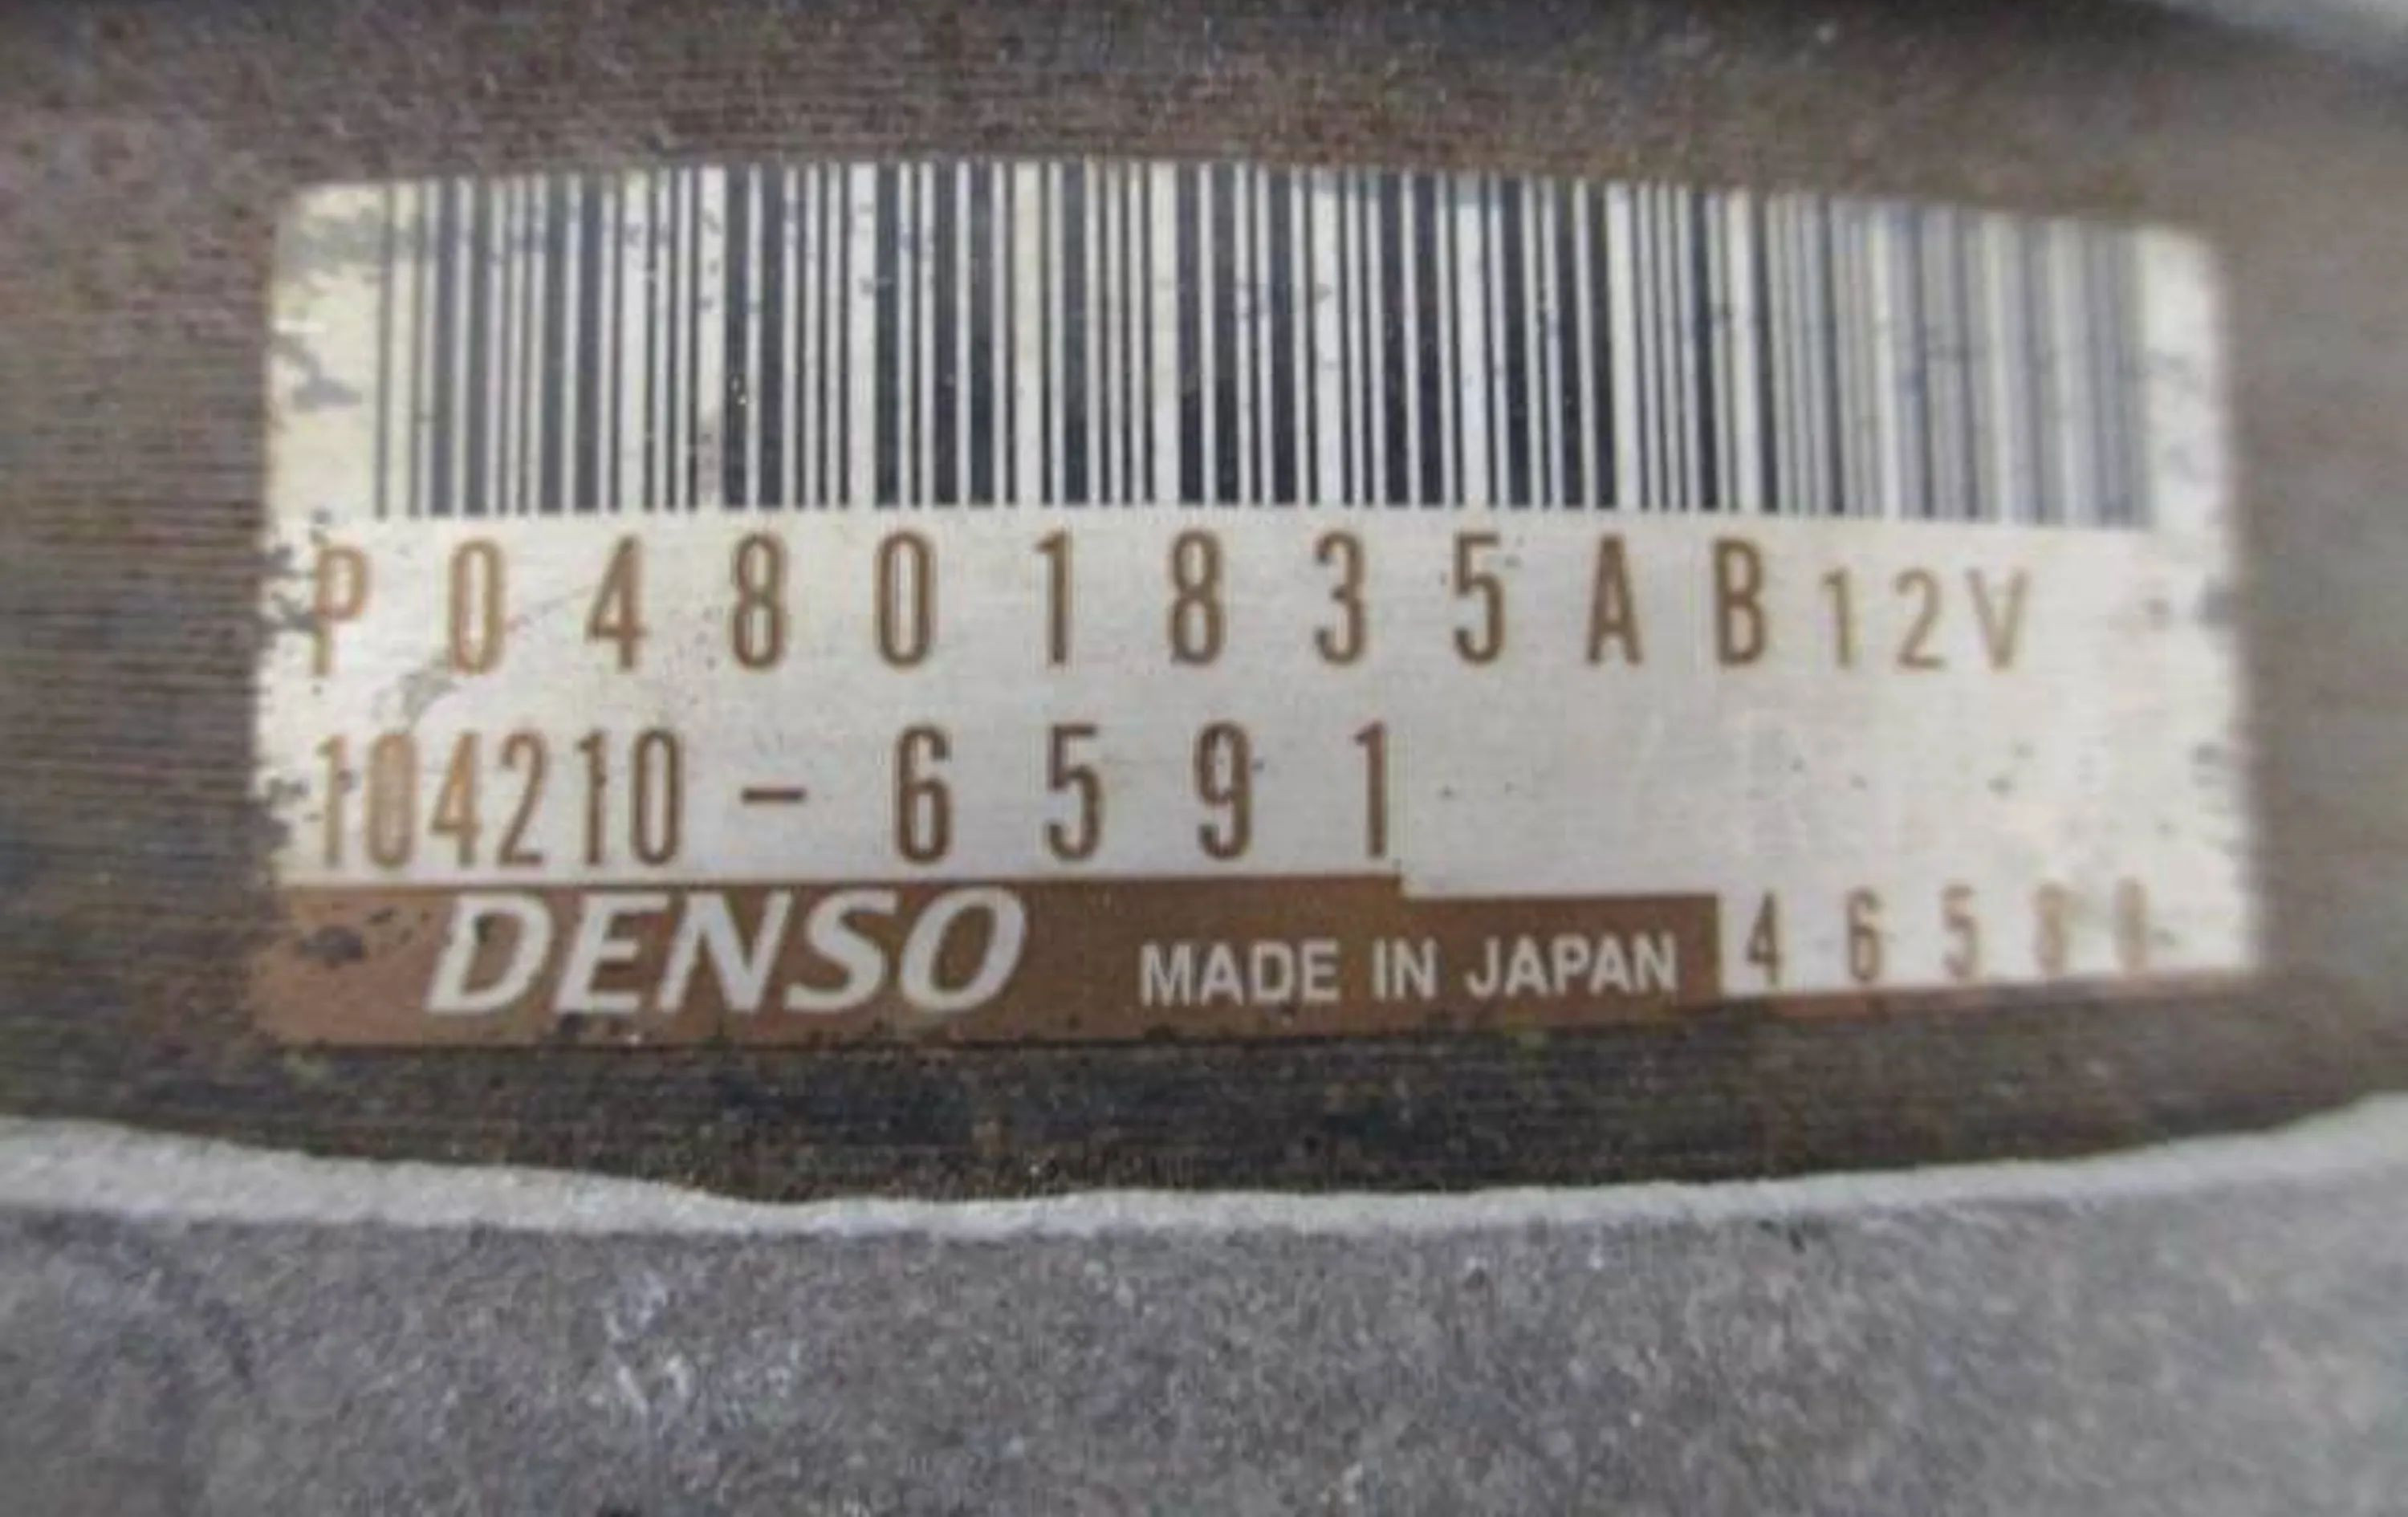 P04801835AB 12V
104210-6591
DENSO MADE IN JAPAN